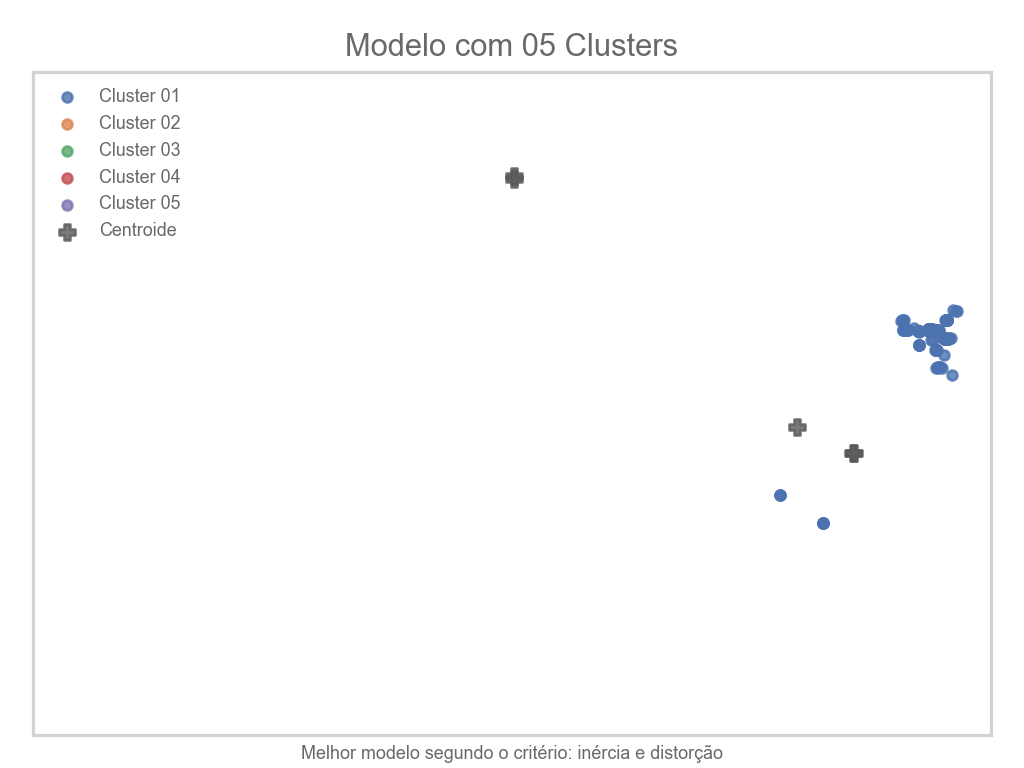 Modelo com 05 Clusters
Cluster 01
Cluster 02
Cluster 03
Cluster 04
Cluster 05
Centroide
Melhor modelo segundo o critério: inércia e distorção